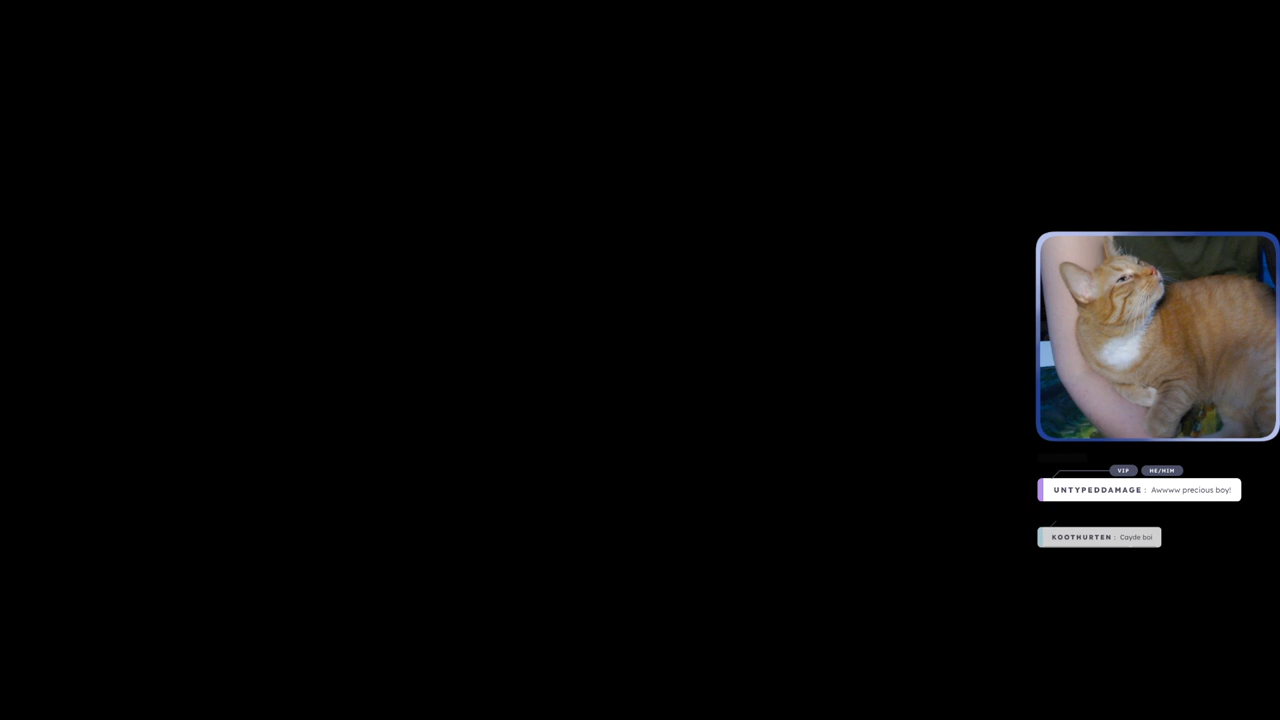 VIP HE/HIM
UNTYPEDDAMAGE : Awwww precious boy!
KOOTHURTEN : Cayde boi